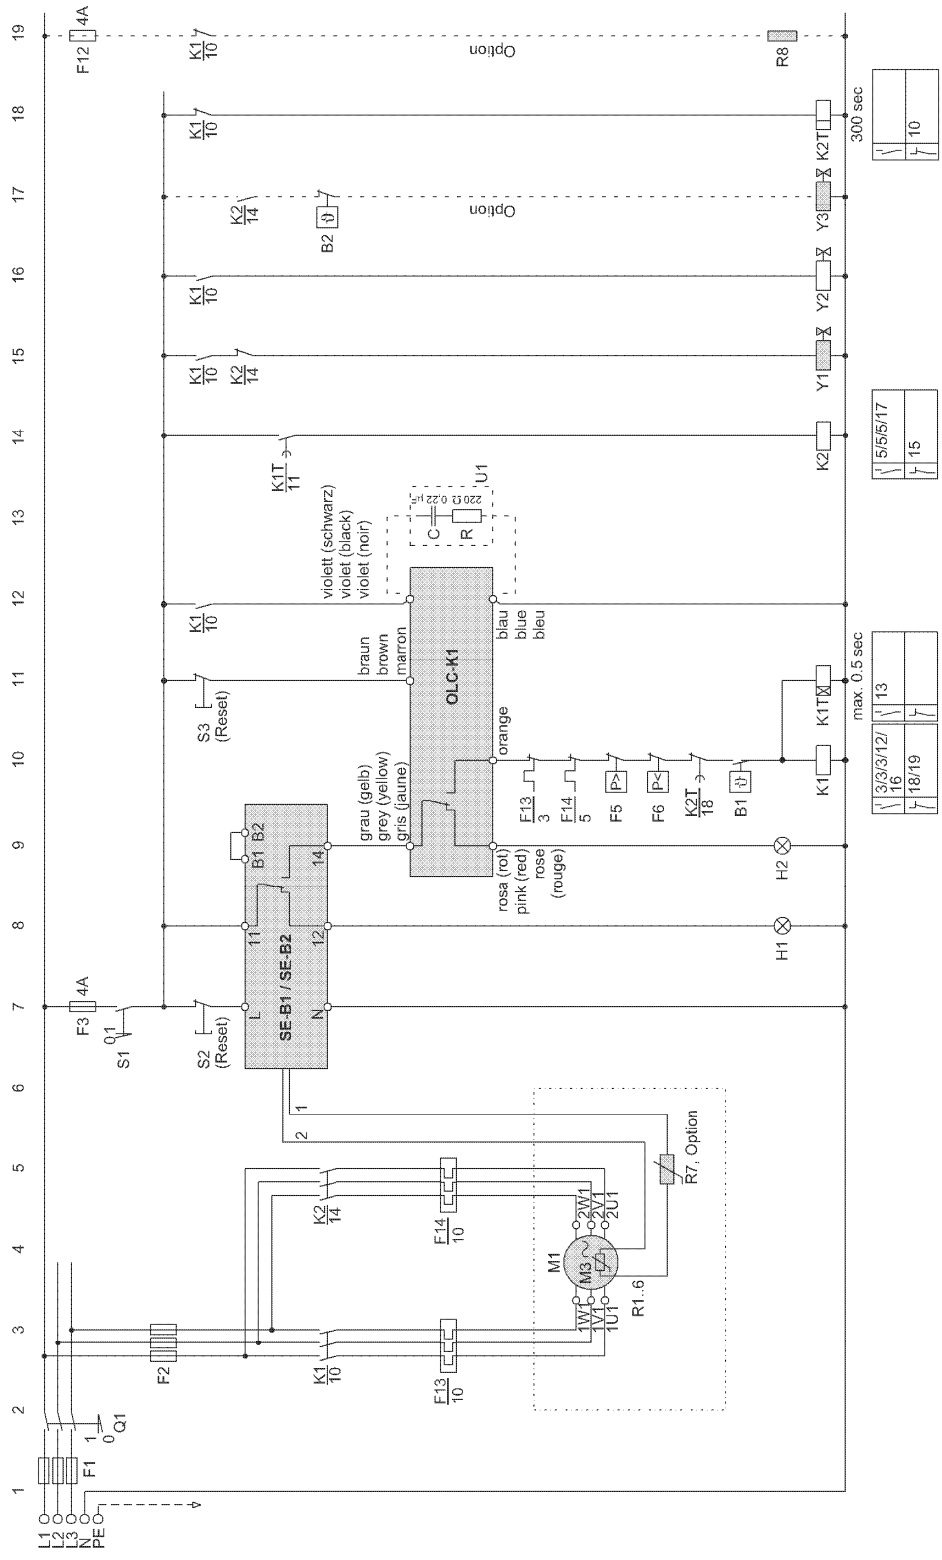 1 2 3 4 5 6 7 8 9 10 11 12 13 14 15 16 17 18 19
L1
L2
L3
N
PE
F1
1
0
Q1
F2
K1
10
F13
10
1W1
1V1
1U1
M1
M3
R1..6
2W1
2V1
2U1
K2
14
F14
10
2
1
R7, Option
F3
4A
0 1
S1
S2
(Reset)
L
N
SE-B1 / SE-B2
11
12
14
B1
B2
H1
H2
grau (gelb)
grey (yellow)
gris (jaune)
rosa (rot)
pink (red)
rose
(rouge)
orange
F13
3
F14
5
P>
F5
P<
F6
K2T
18
ϑ
B1
K1
K1T
max. 0.5 sec
3/3/3/12/
16
18/19
13
S3
(Reset)
braun
brown
marron
OLC-K1
K1
10
violett (schwarz)
violet (black)
violet (noir)
blau
blue
bleu
C
R
220 Ω 0,22 µF
U1
K1T
11
K2
5/5/5/17
15
K1
10
K2
14
Y1
K1
10
Y2
K2
14
B2
ϑ
Option
Y3
K1
10
K2T
300 sec
10
F12
4A
K1
10
Option
R8